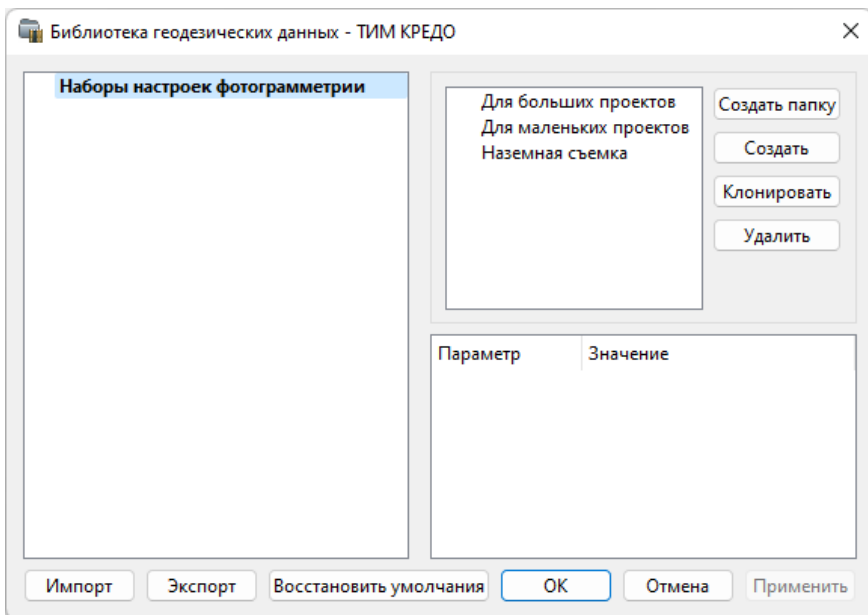 Библиотека геодезических данных - ТИМ КРЕДО
Наборы настроек фотограмметрии
Для больших проектов
Для маленьких проектов
Наземная съемка
Создать папку
Создать
Клонировать
Удалить
Параметр Значение
Импорт Экспорт Восстановить умолчания ОК Отмена Применить